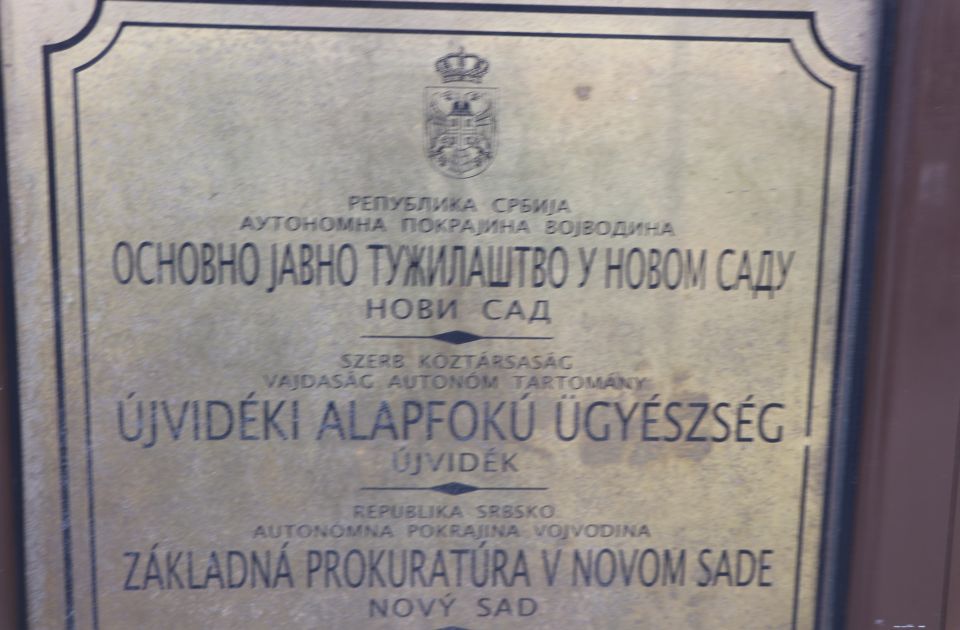 РЕПУБЛИКА СРБИЈА
АУТОНОМНА ПОКРАЈИНА ВОЈВОДИНА
ОСНОВНО ЈАВНО ТУЖИЛАШТВО У НОВОМ САДУ
НОВИ САД
SZERB KÖZTÁRSASÁG
VAJDASÁG AUTONÓM TARTOMÁNY
ÚJVIDÉKI ALAPFOKÚ ÜGYÉSZSÉG
ÚJVIDÉK
REPUBLIKA SRBSKO
AUTONOMNA POKRAJINA VOJVODINA
ZÁKLADNÁ PROKURATÚRA V NOVOM SADE
NOVÝ SAD